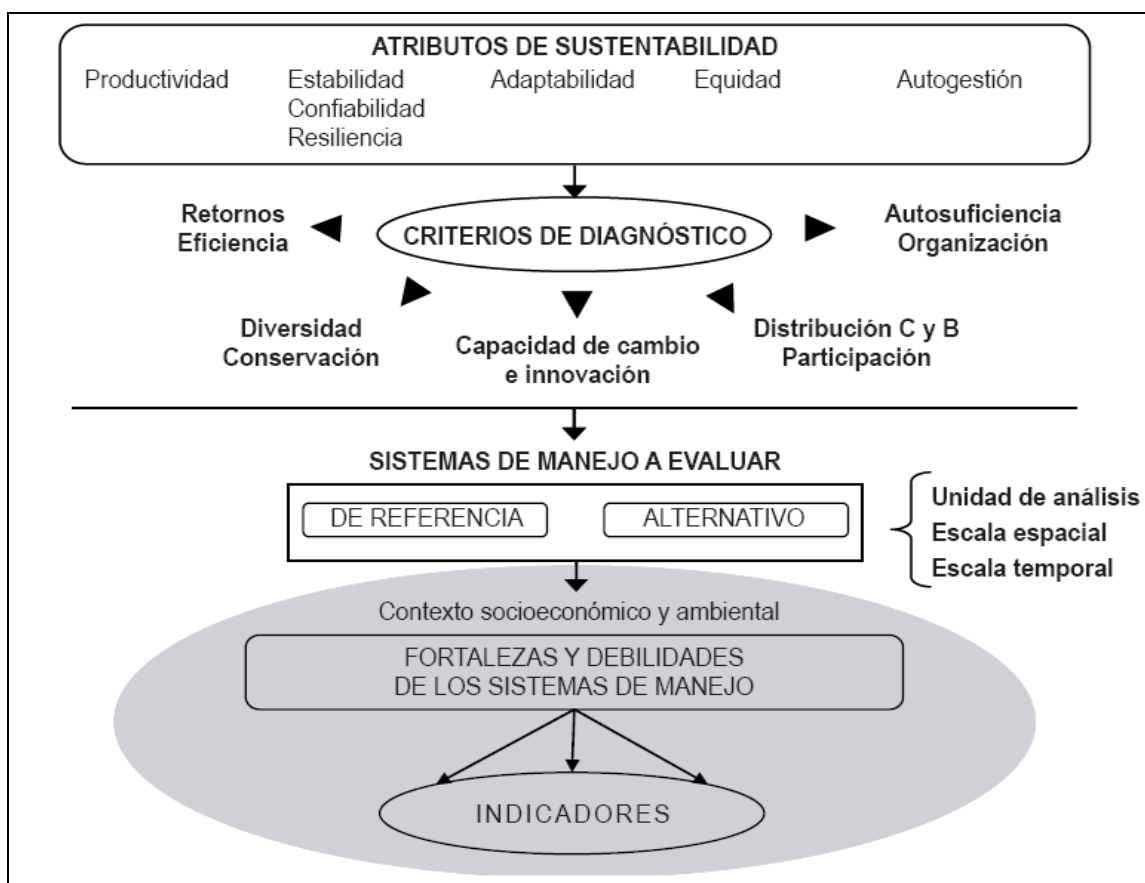 ATRIBUTOS DE SUSTENTABILIDAD
Productividad Estabilidad Adaptabilidad Equidad Autogestión
Confiabilidad
Resiliencia
Retornos
Eficiencia
CRITERIOS DE DIAGNÓSTICO
Autosuficiencia
Organización
Diversidad
Conservación
Capacidad de cambio
e innovación
Distribución C y B
Participación
SISTEMAS DE MANEJO A EVALUAR
DE REFERENCIA
ALTERNATIVO
Unidad de análisis
Escala espacial
Escala temporal
Contexto socioeconómico y ambiental
FORTALEZAS Y DEBILIDADES
DE LOS SISTEMAS DE MANEJO
INDICADORES